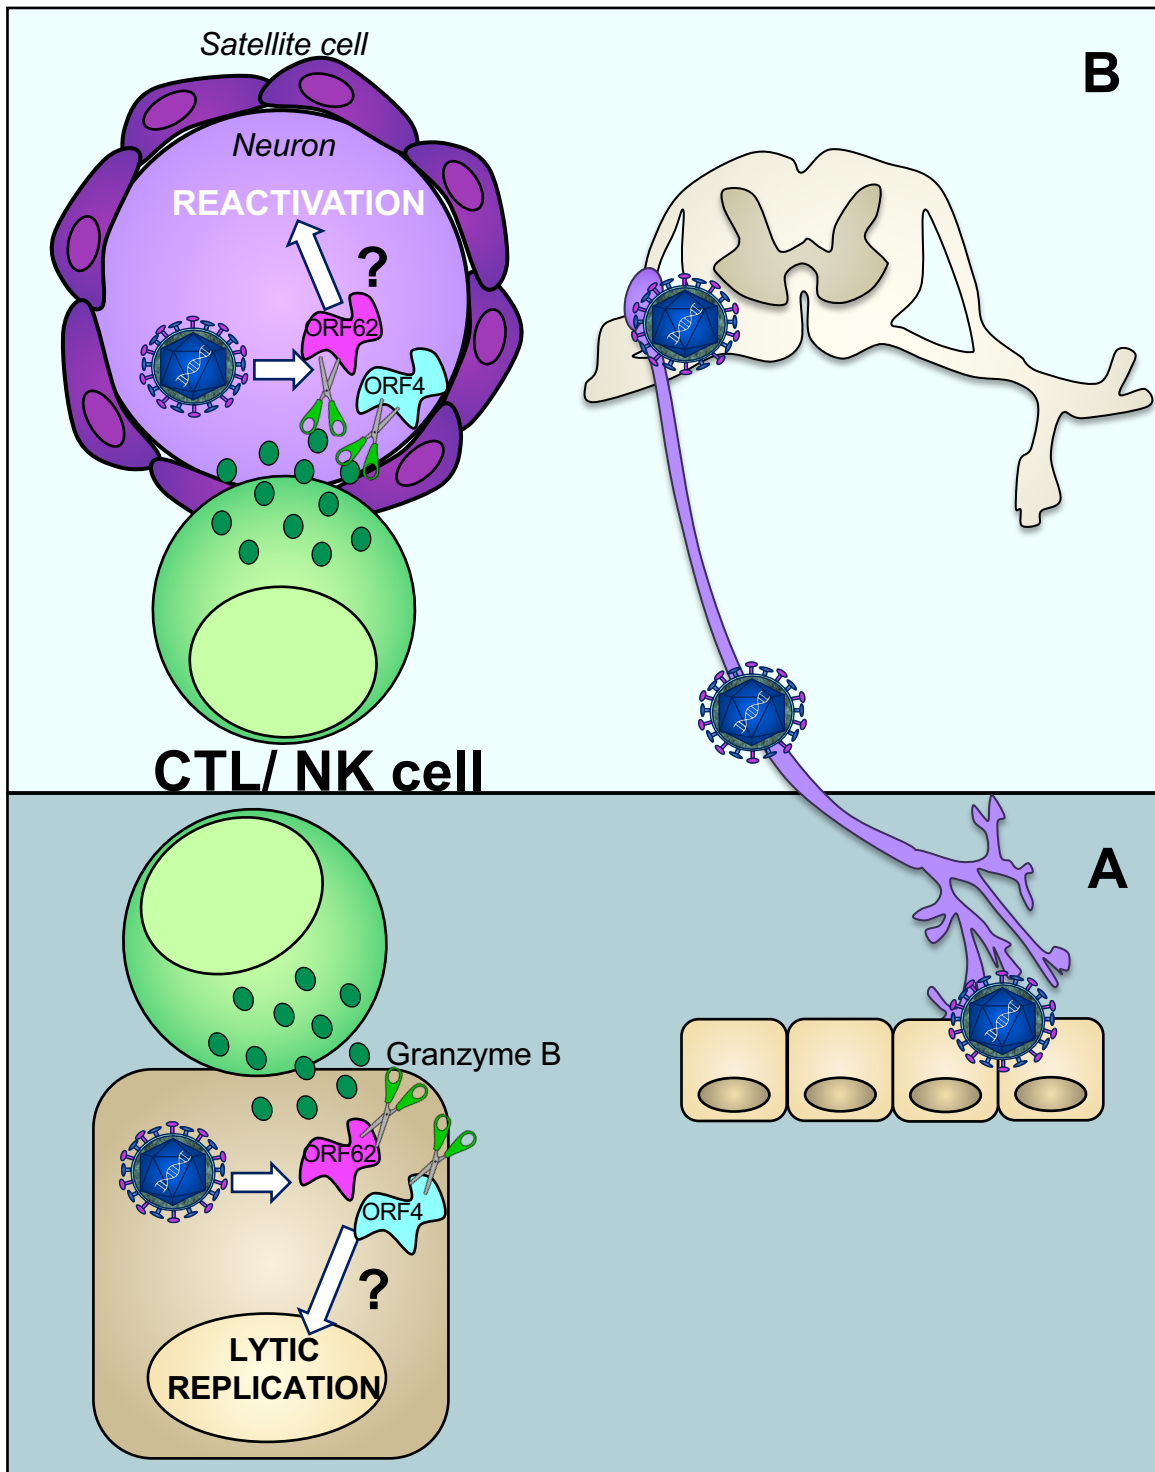 Satellite cell
B
Neuron
REACTIVATION
?
ORF62
ORF4
CTL/ NK cell
A
Granzyme B
ORF62
ORF4
?
LYTIC
REPLICATION